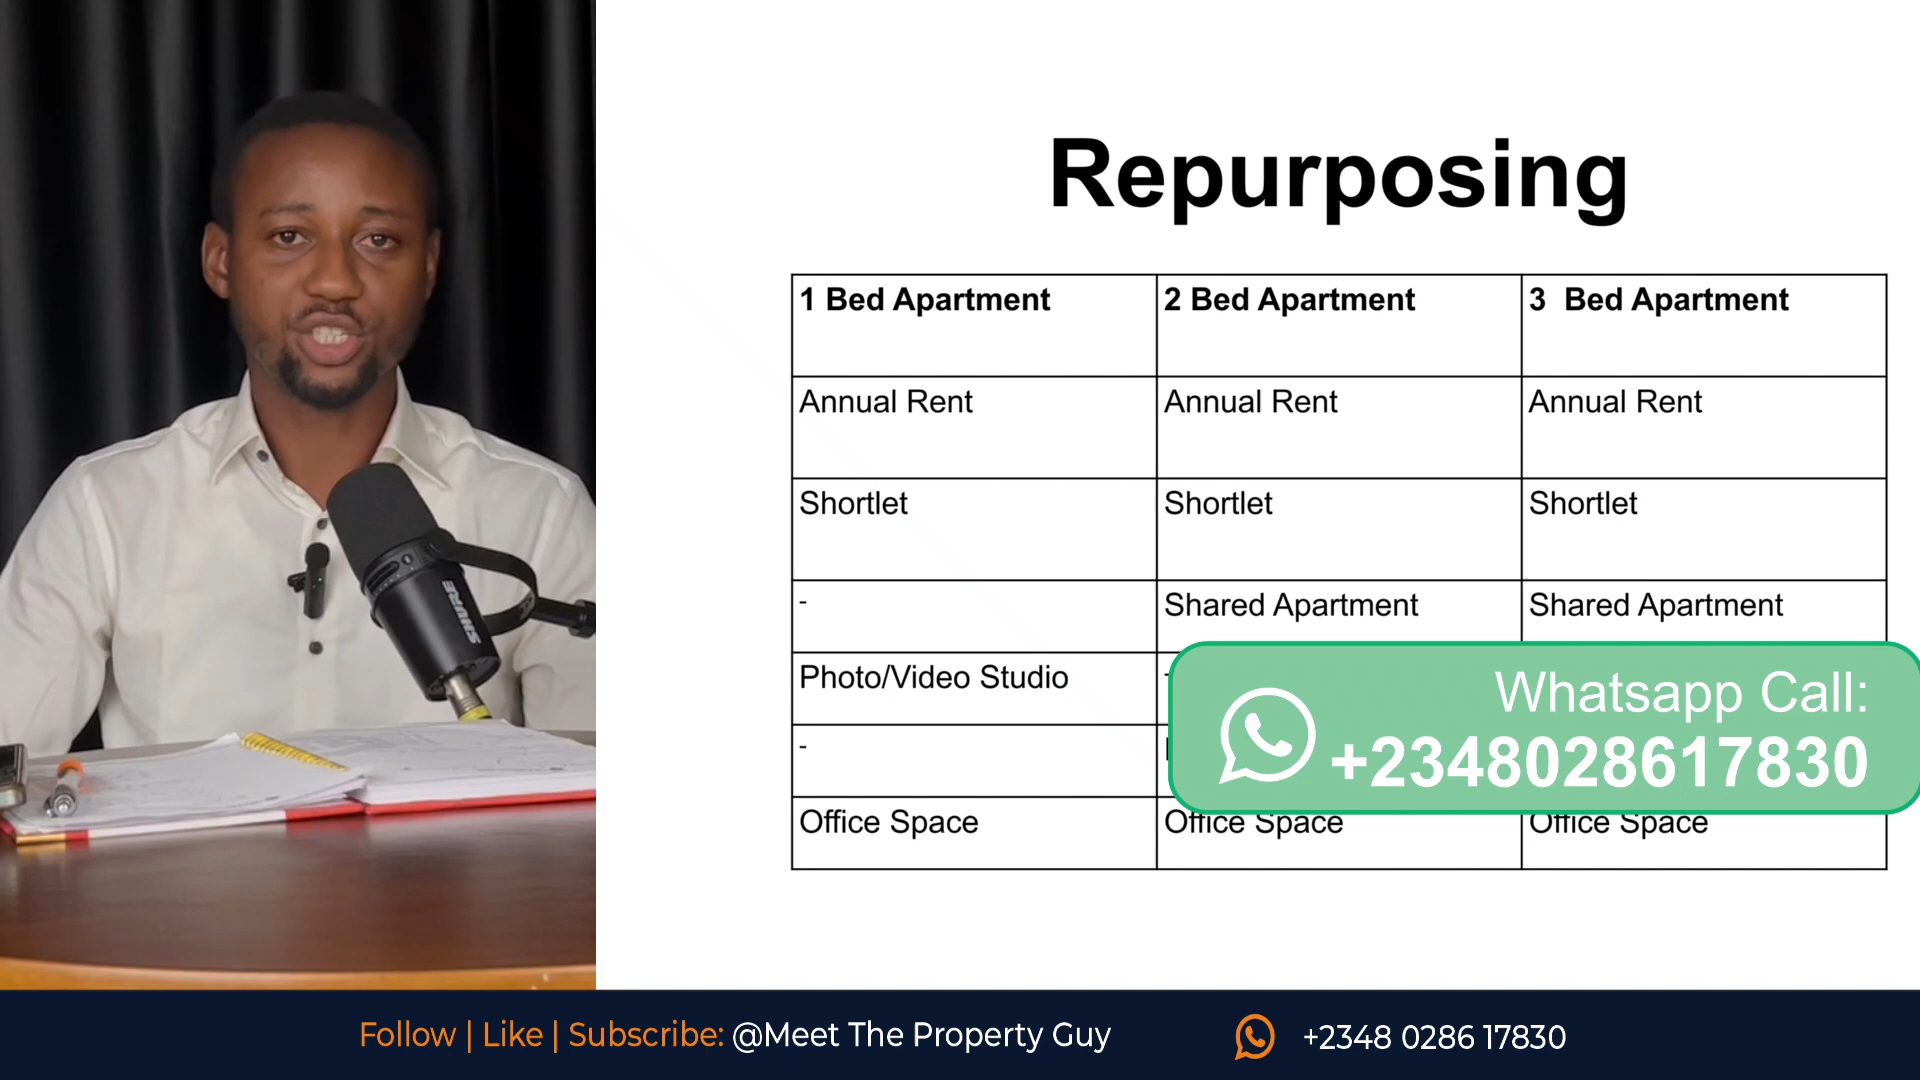 Repurposing
1 Bed Apartment 2 Bed Apartment 3 Bed Apartment
Annual Rent Annual Rent Annual Rent
Shortlet Shortlet Shortlet
- Shared Apartment Shared Apartment
Photo/Video Studio
-
Office Space Office Space Office Space
Whatsapp Call:
+2348028617830
SHURE
Follow | Like | Subscribe: @Meet The Property Guy
+2348 0286 17830